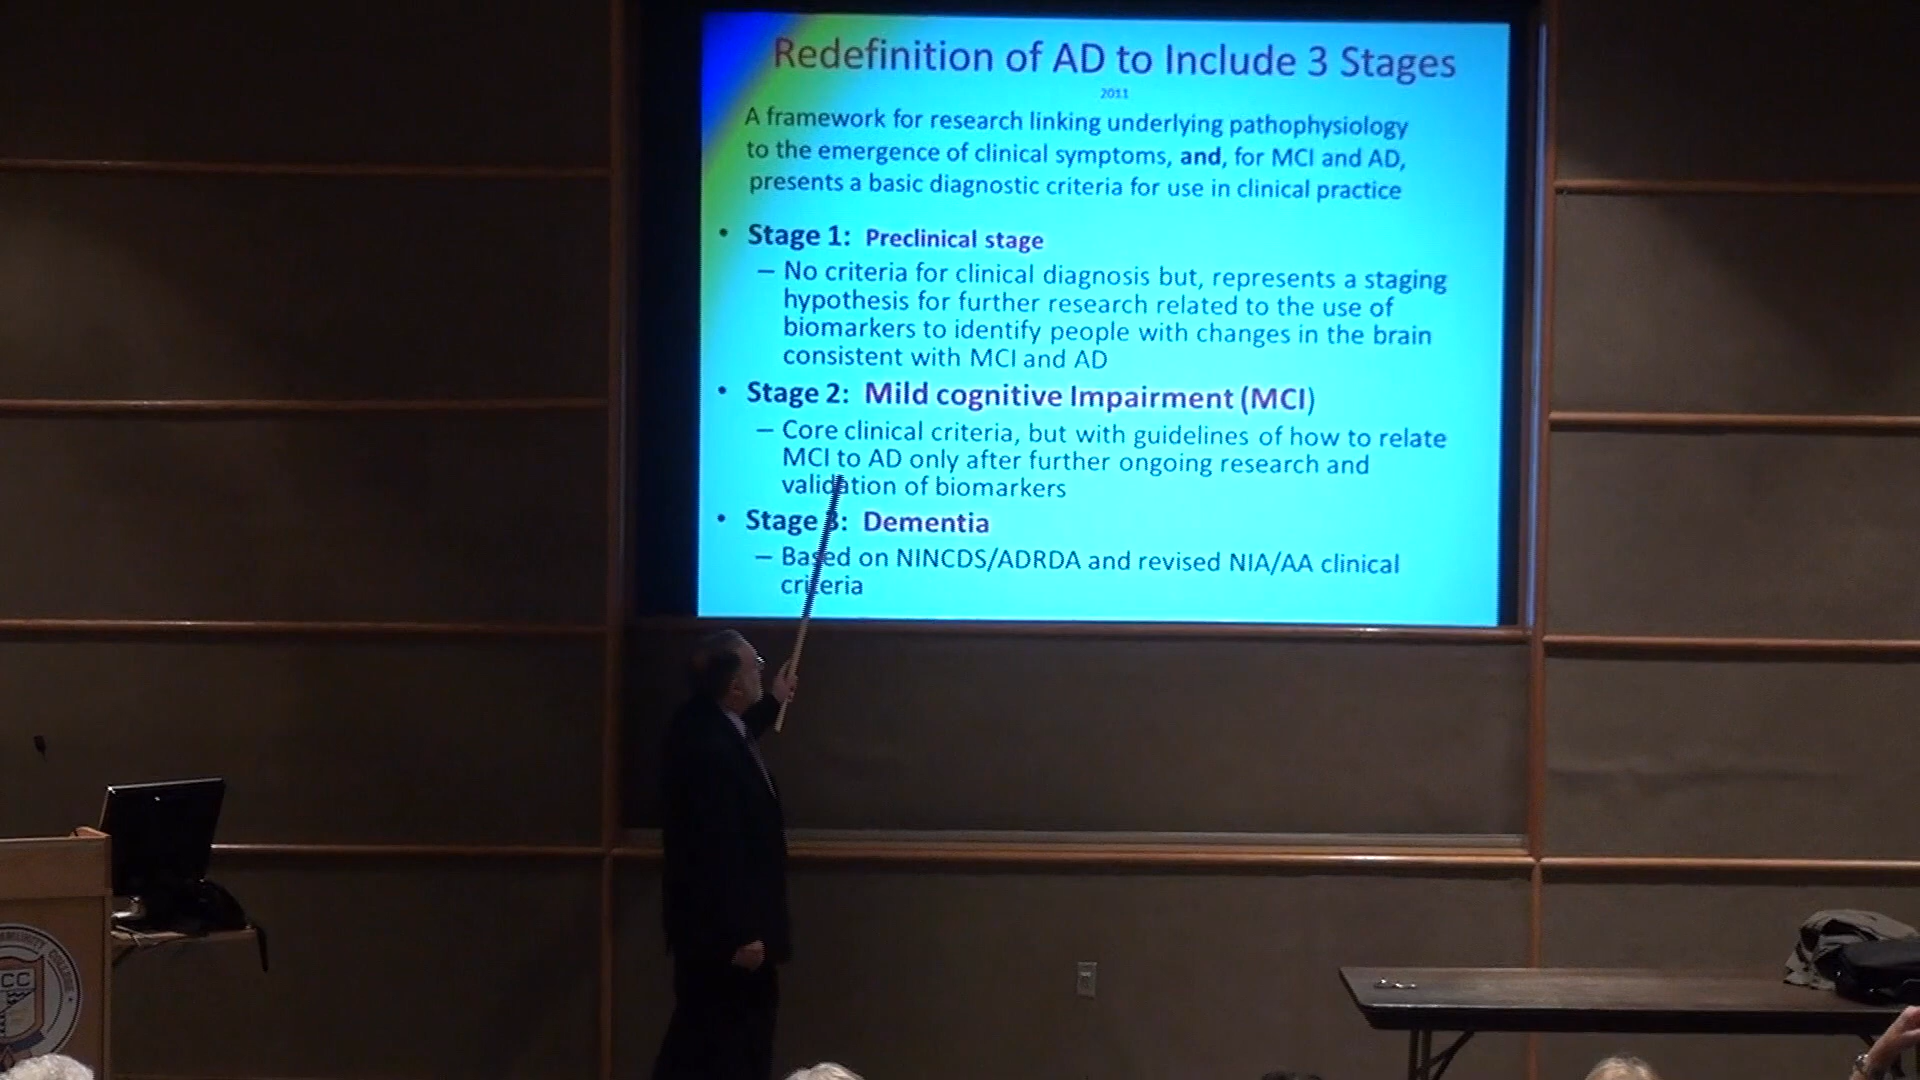 Redefinition of AD to Include 3 Stages
2011
A framework for research linking underlying pathophysiology
to the emergence of clinical symptoms, and, for MCI and AD,
presents a basic diagnostic criteria for use in clinical practice
• Stage 1: Preclinical stage
– No criteria for clinical diagnosis but, represents a staging
hypothesis for further research related to the use of
biomarkers to identify people with changes in the brain
consistent with MCI and AD
• Stage 2: Mild cognitive Impairment (MCI)
– Core clinical criteria, but with guidelines of how to relate
MCI to AD only after further ongoing research and
validation of biomarkers
• Stage 3: Dementia
– Based on NINCDS/ADRDA and revised NIA/AA clinical
criteria
COLLEGE
CC